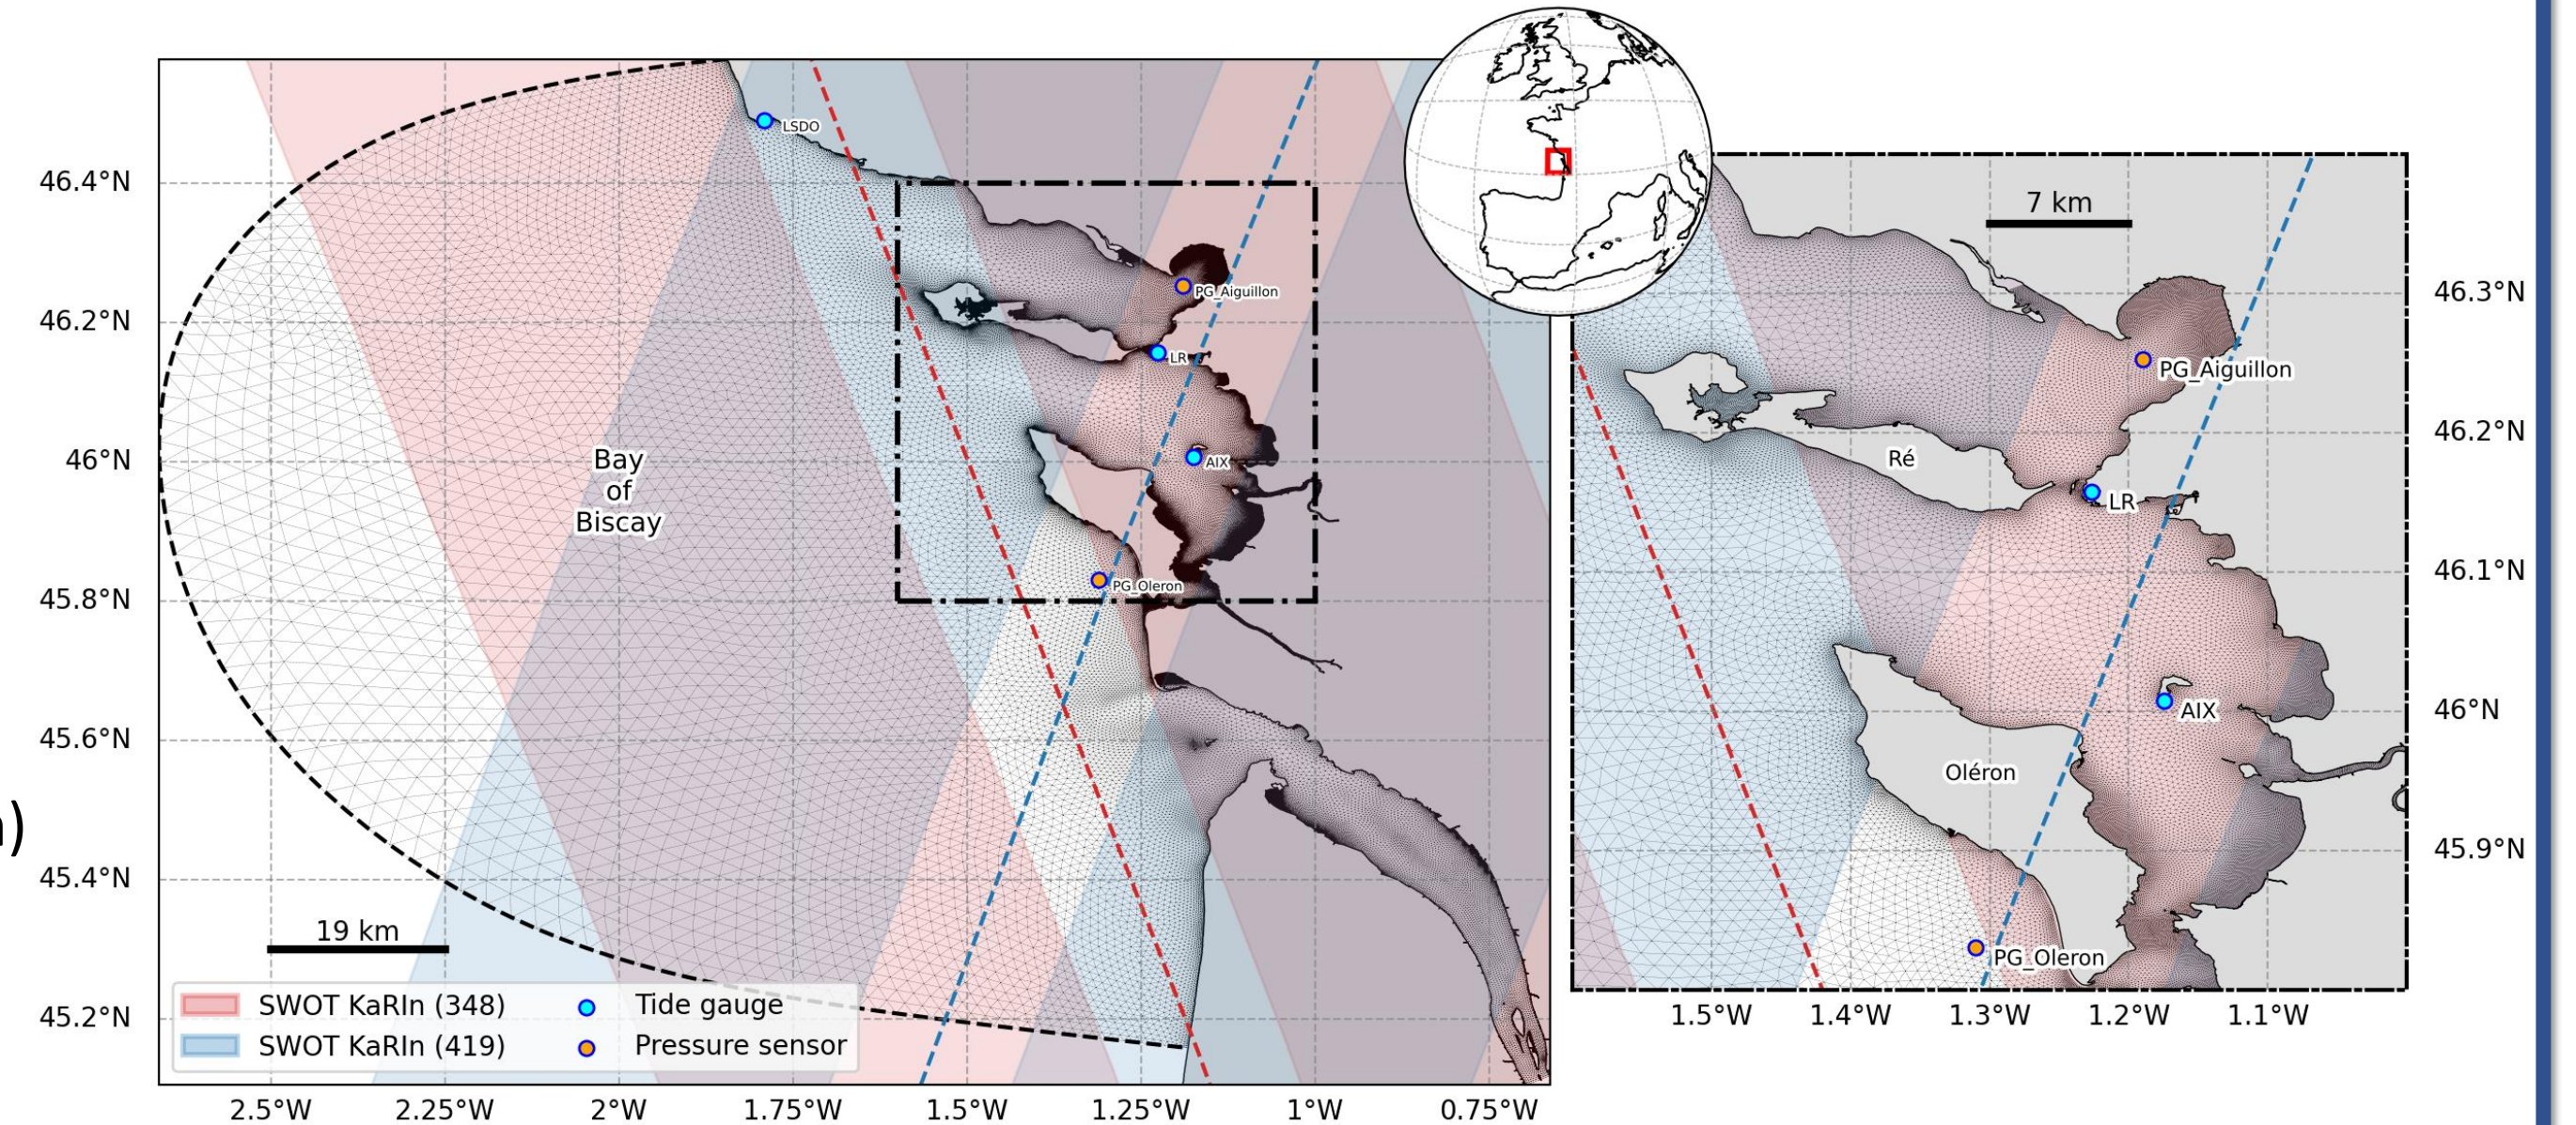 46.4°N
46.2°N
46°N
45.8°N
45.6°N
45.4°N
45.2°N
2.5°W
2.25°W
2°W
1.75°W
1.5°W
1.25°W
1°W
0.75°W
LSDO
PG_Aiguillon
LR
AIX
PG_Oleron
Bay
of
Biscay
19 km
SWOT KaRIn (348)
SWOT KaRIn (419)
Tide gauge
Pressure sensor
7 km
PG_Aiguillon
Ré
LR
AIX
Oléron
PG_Oleron
46.3°N
46.2°N
46.1°N
46°N
45.9°N
1.5°W
1.4°W
1.3°W
1.2°W
1.1°W